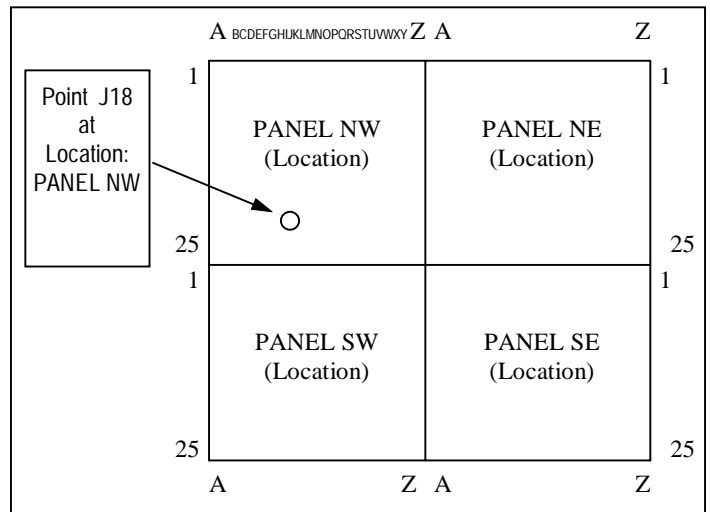 A BCDEFGHIJKLMNOPQRSTUVWXY Z A Z
1 1
Point J18
at
Location:
PANEL NW
PANEL NW
(Location)
PANEL NE
(Location)
25 25
1 1
PANEL SW
(Location)
PANEL SE
(Location)
25 25
A Z A Z